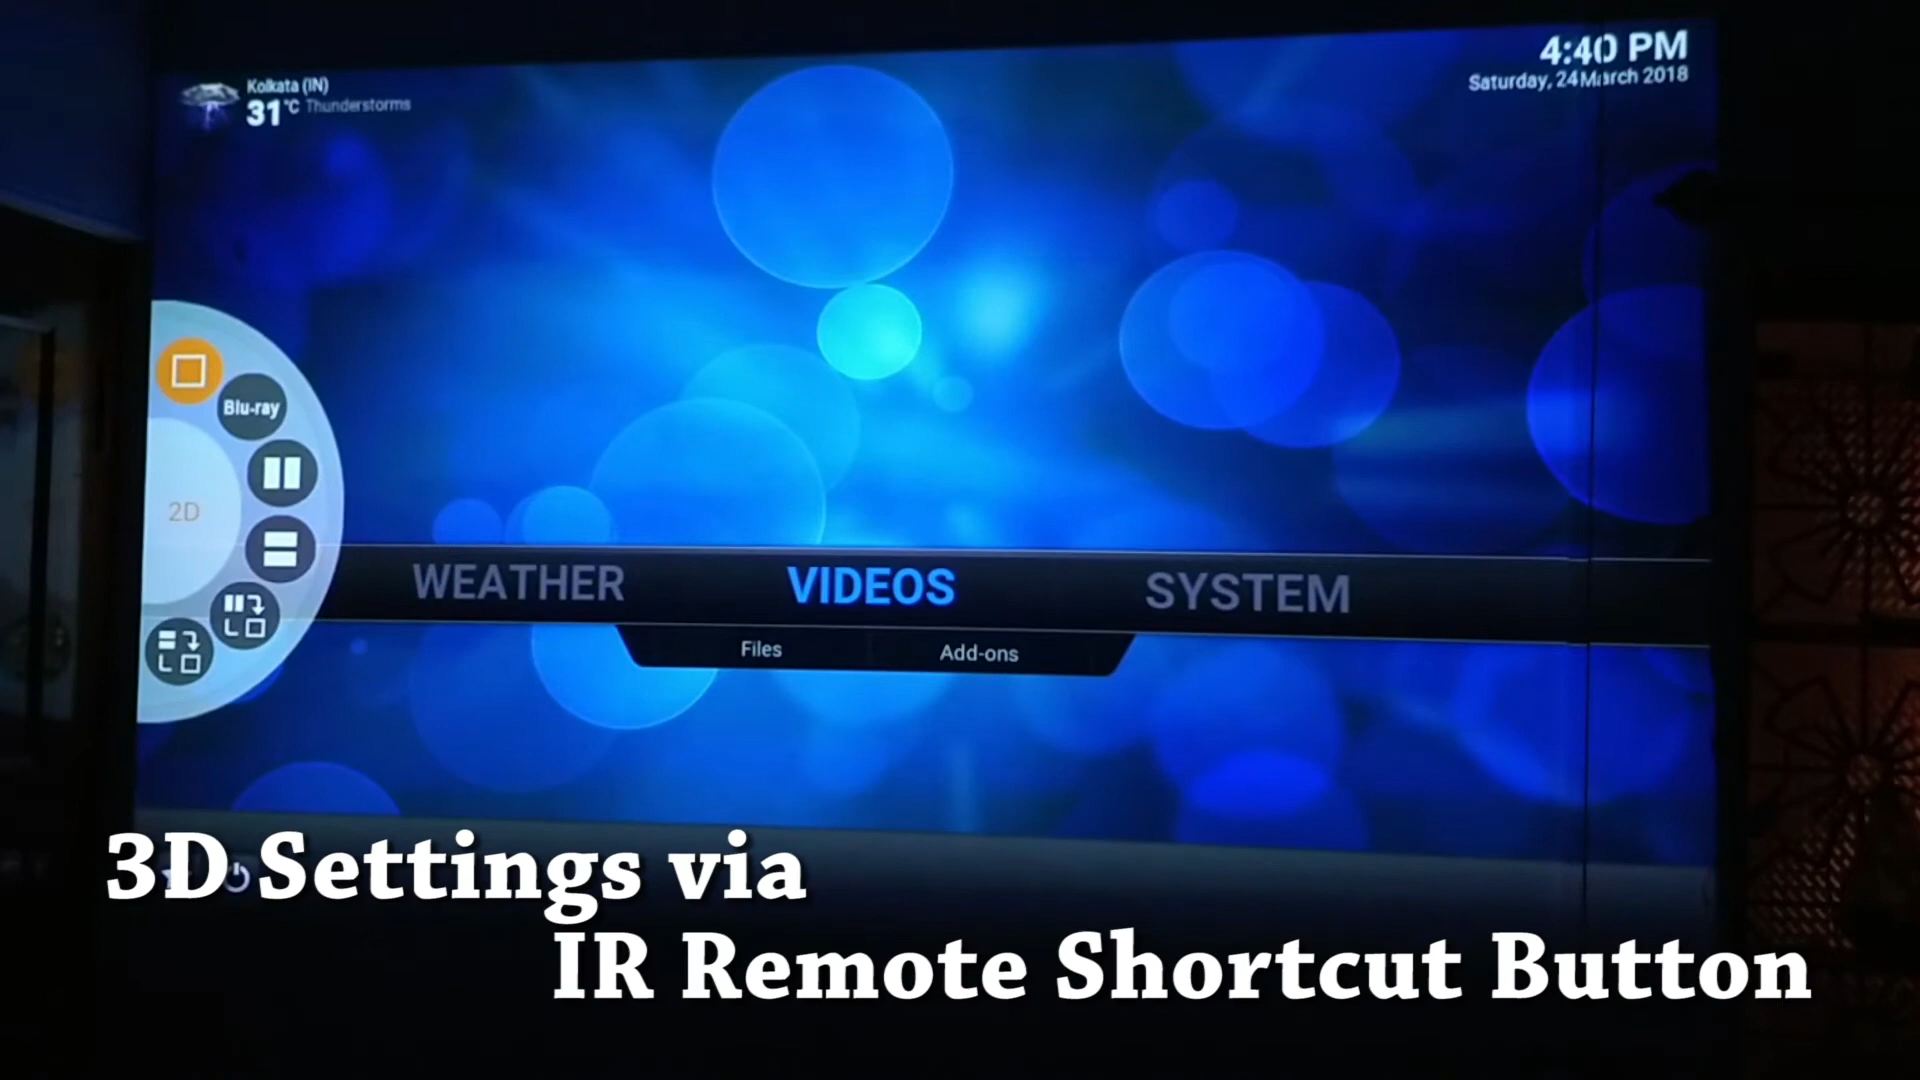 Kolkata (IN)
31°C Thunderstorms
4:40 PM
Saturday, 24 March 2018
Blu-ray
2D
WEATHER VIDEOS SYSTEM
Files Add-ons
3D Settings via
IR Remote Shortcut Button